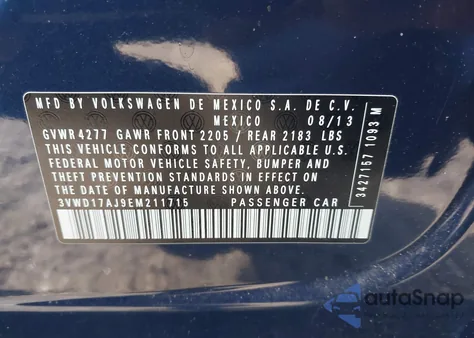 MFD BY VOLKSWAGEN DE MEXICO S.A. DE C.V.
MEXICO 08/13
GVWR 4277 GAWR FRONT 2205 / REAR 2183 LBS
THIS VEHICLE CONFORMS TO ALL APPLICABLE U.S.
FEDERAL MOTOR VEHICLE SAFETY, BUMPER AND
THEFT PREVENTION STANDARDS IN EFFECT ON THE
DATE OF MANUFACTURE SHOWN ABOVE.
3VWD17AJ9EM211715 PASSENGER CAR
3427157 1093 M
autoSnap